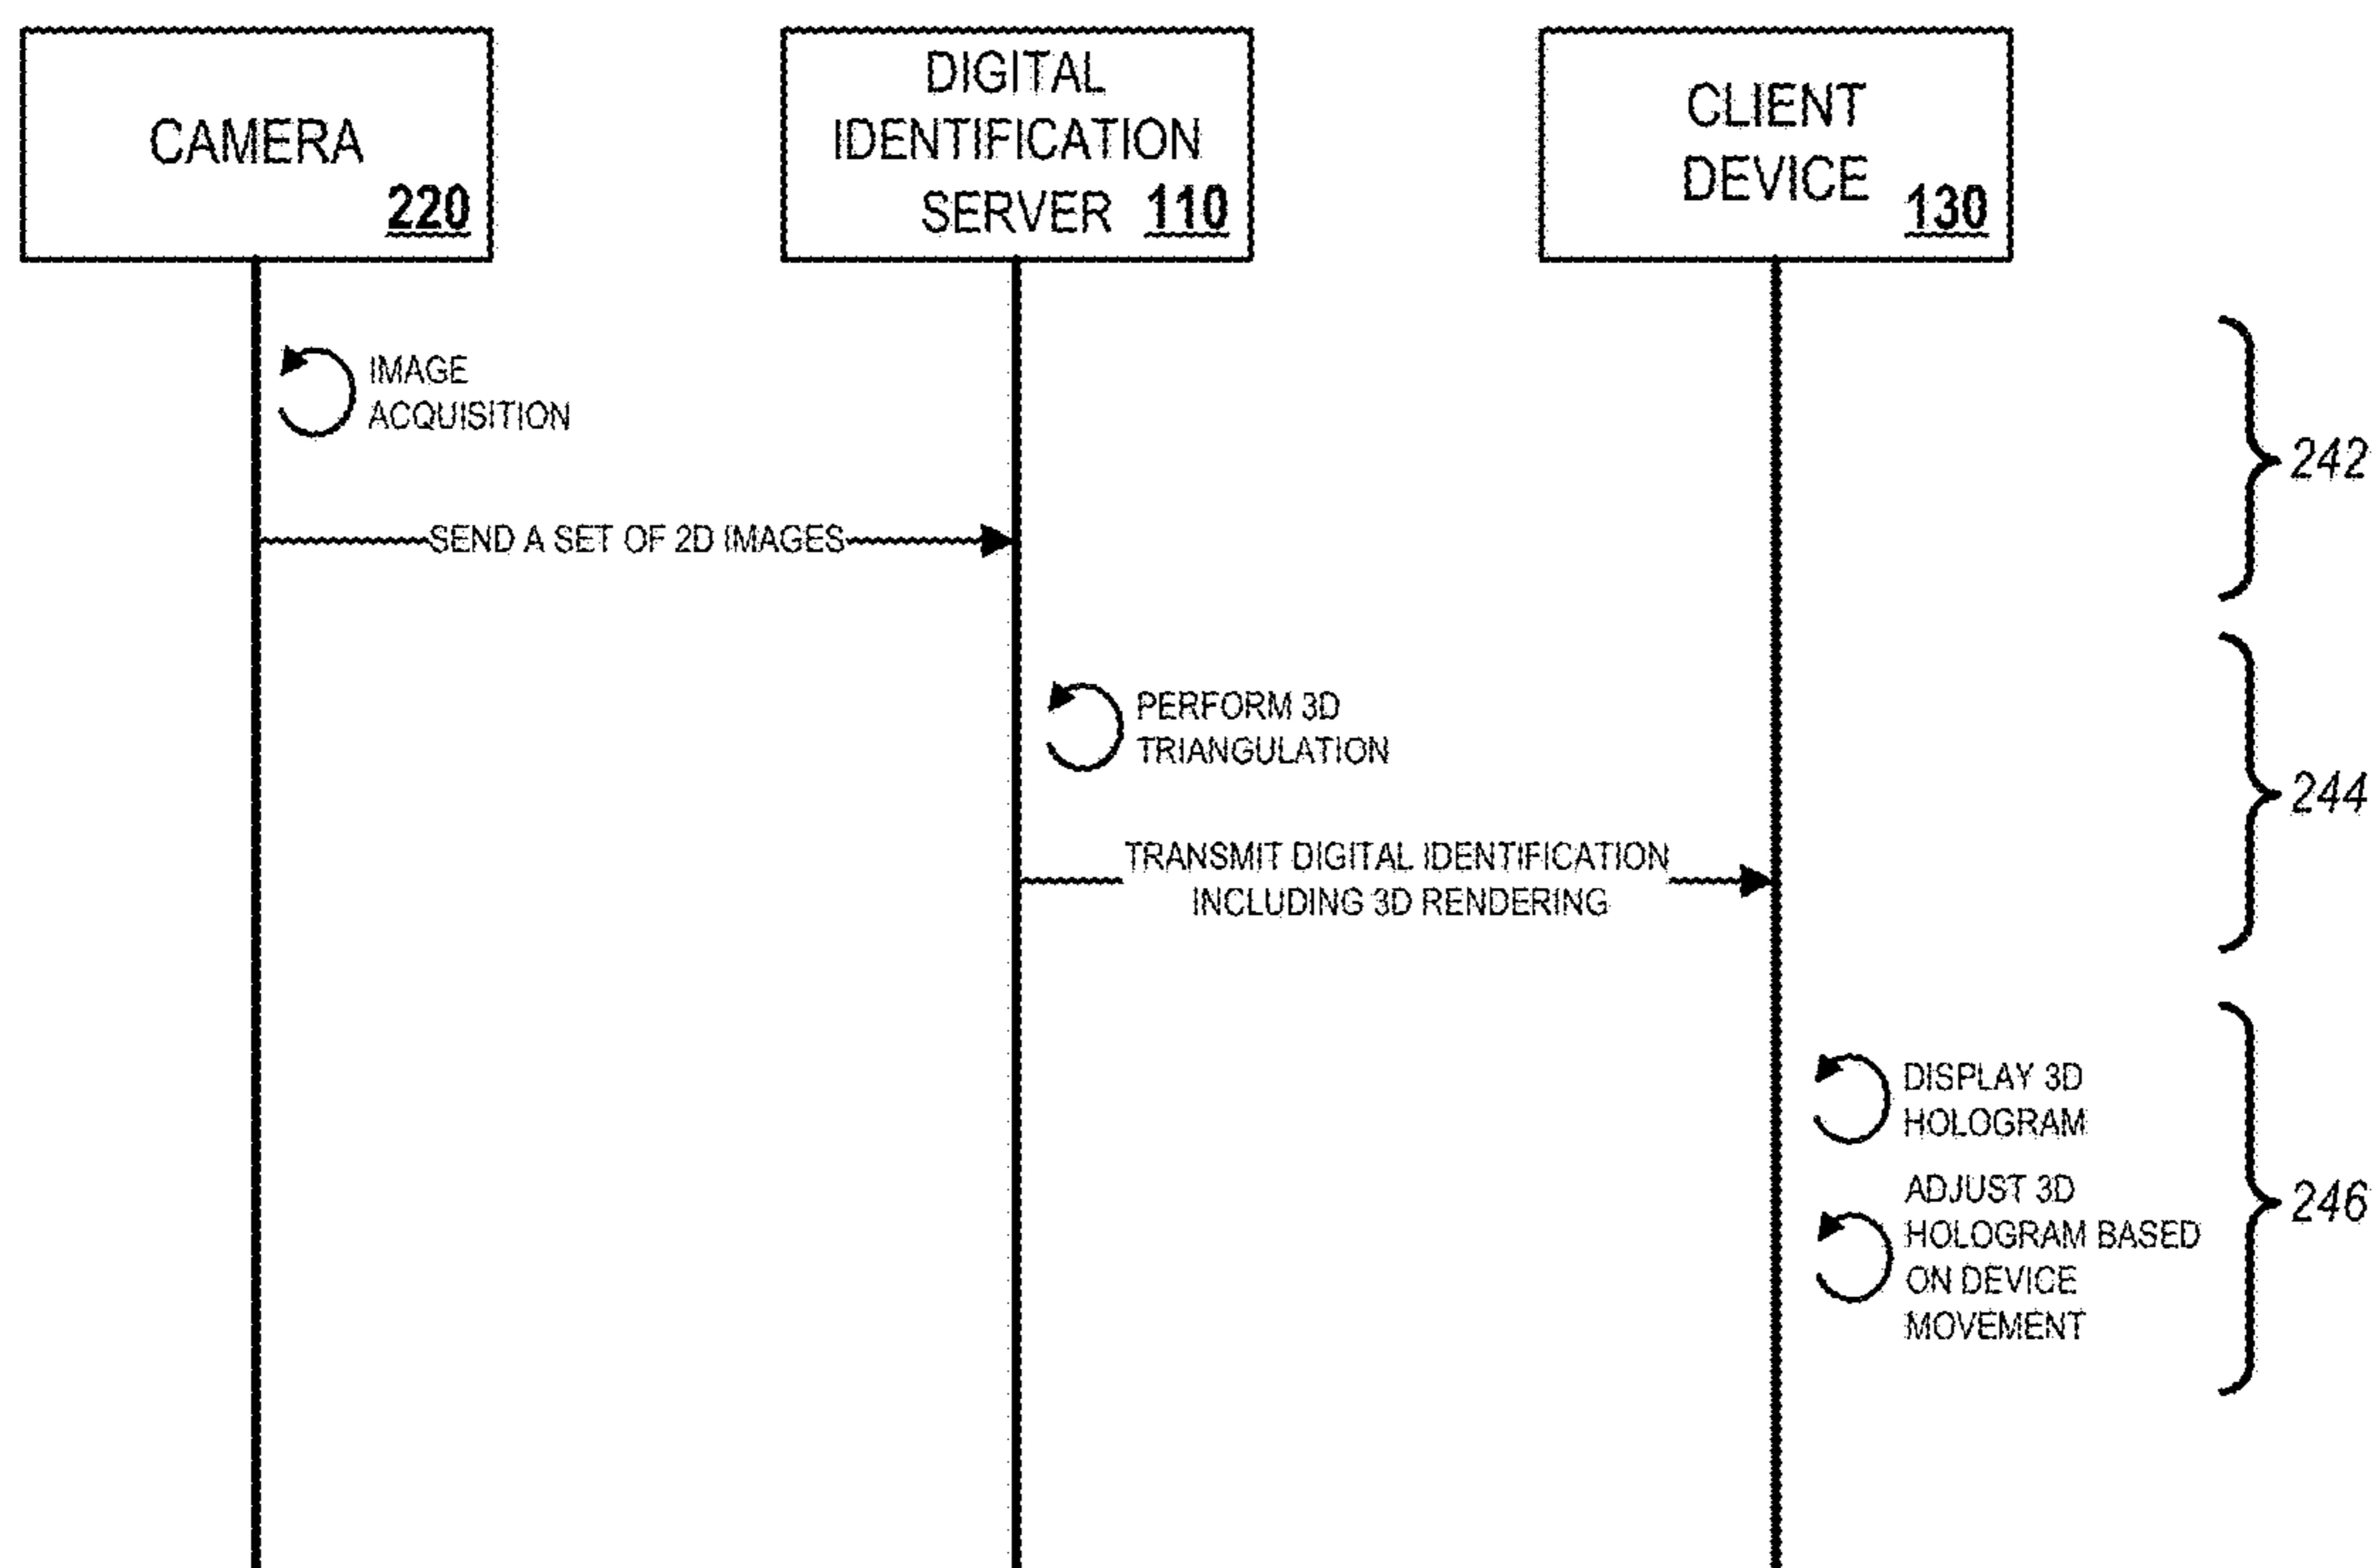 CAMERA
220
DIGITAL
IDENTIFICATION
SERVER 110
CLIENT
DEVICE 130
IMAGE
ACQUISITION
242
SEND A SET OF 2D IMAGES
PERFORM 3D
TRIANGULATION
244
TRANSMIT DIGITAL IDENTIFICATION
INCLUDING 3D RENDERING
DISPLAY 3D
HOLOGRAM
ADJUST 3D
HOLOGRAM BASED
ON DEVICE
MOVEMENT
246